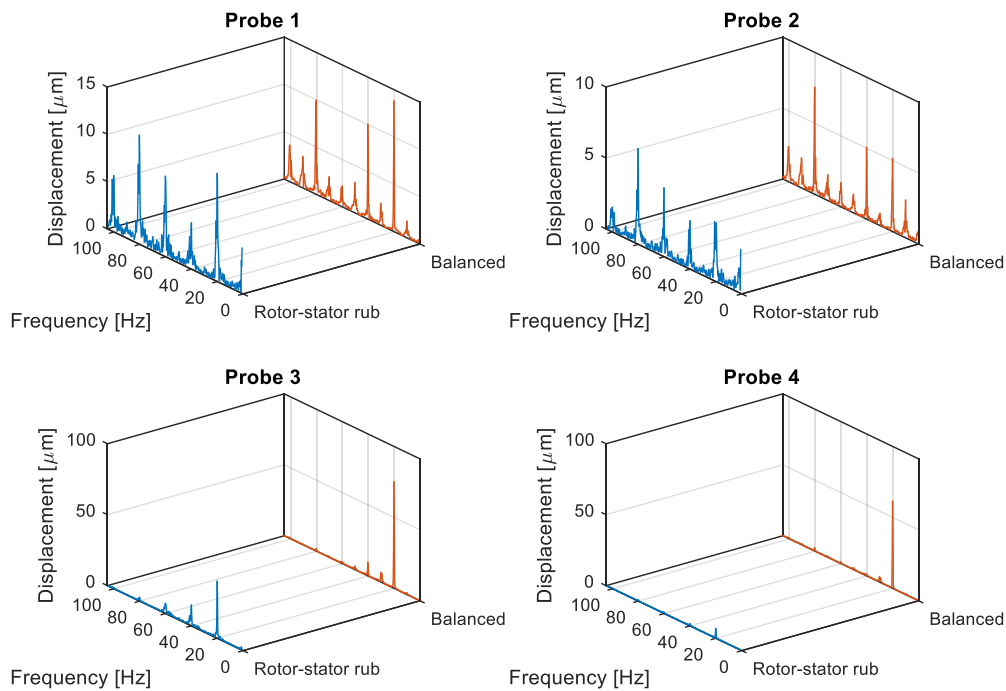 Probe 1
Displacement [μm]
15
10
5
0
100
80
60
40
20
0
Frequency [Hz]
Rotor-stator rub
Balanced
Probe 2
Displacement [μm]
10
5
0
100
80
60
40
20
0
Frequency [Hz]
Rotor-stator rub
Balanced
Probe 3
Displacement [μm]
100
50
0
100
80
60
40
20
0
Frequency [Hz]
Rotor-stator rub
Balanced
Probe 4
Displacement [μm]
100
50
0
100
80
60
40
20
0
Frequency [Hz]
Rotor-stator rub
Balanced